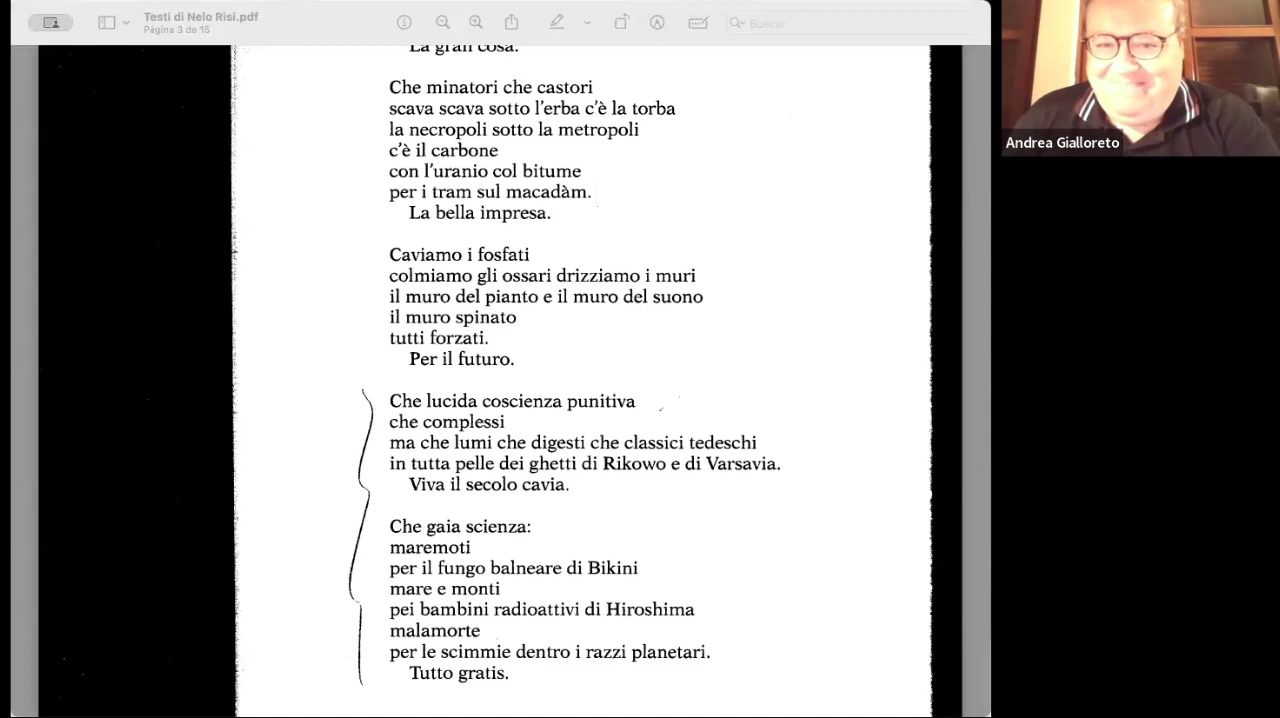 Testi di Nelo Risi.pdf
Página 3 de 15
Buscar
La gran cosa.
Che minatori che castori
scava scava sotto l'erba c'è la torba
la necropoli sotto la metropoli
c'è il carbone
con l'uranio col bitume
per i tram sul macadàm.
La bella impresa.
Caviamo i fosfati
colmiamo gli ossari drizziamo i muri
il muro del pianto e il muro del suono
il muro spinato
tutti forzati.
Per il futuro.
Che lucida coscienza punitiva
che complessi
ma che lumi che digesti che classici tedeschi
in tutta pelle dei ghetti di Rikowo e di Varsavia.
Viva il secolo cavia.
Che gaia scienza:
maremoti
per il fungo balneare di Bikini
mare e monti
pei bambini radioattivi di Hiroshima
malamorte
per le scimmie dentro i razzi planetari.
Tutto gratis.
Andrea Gialloreto